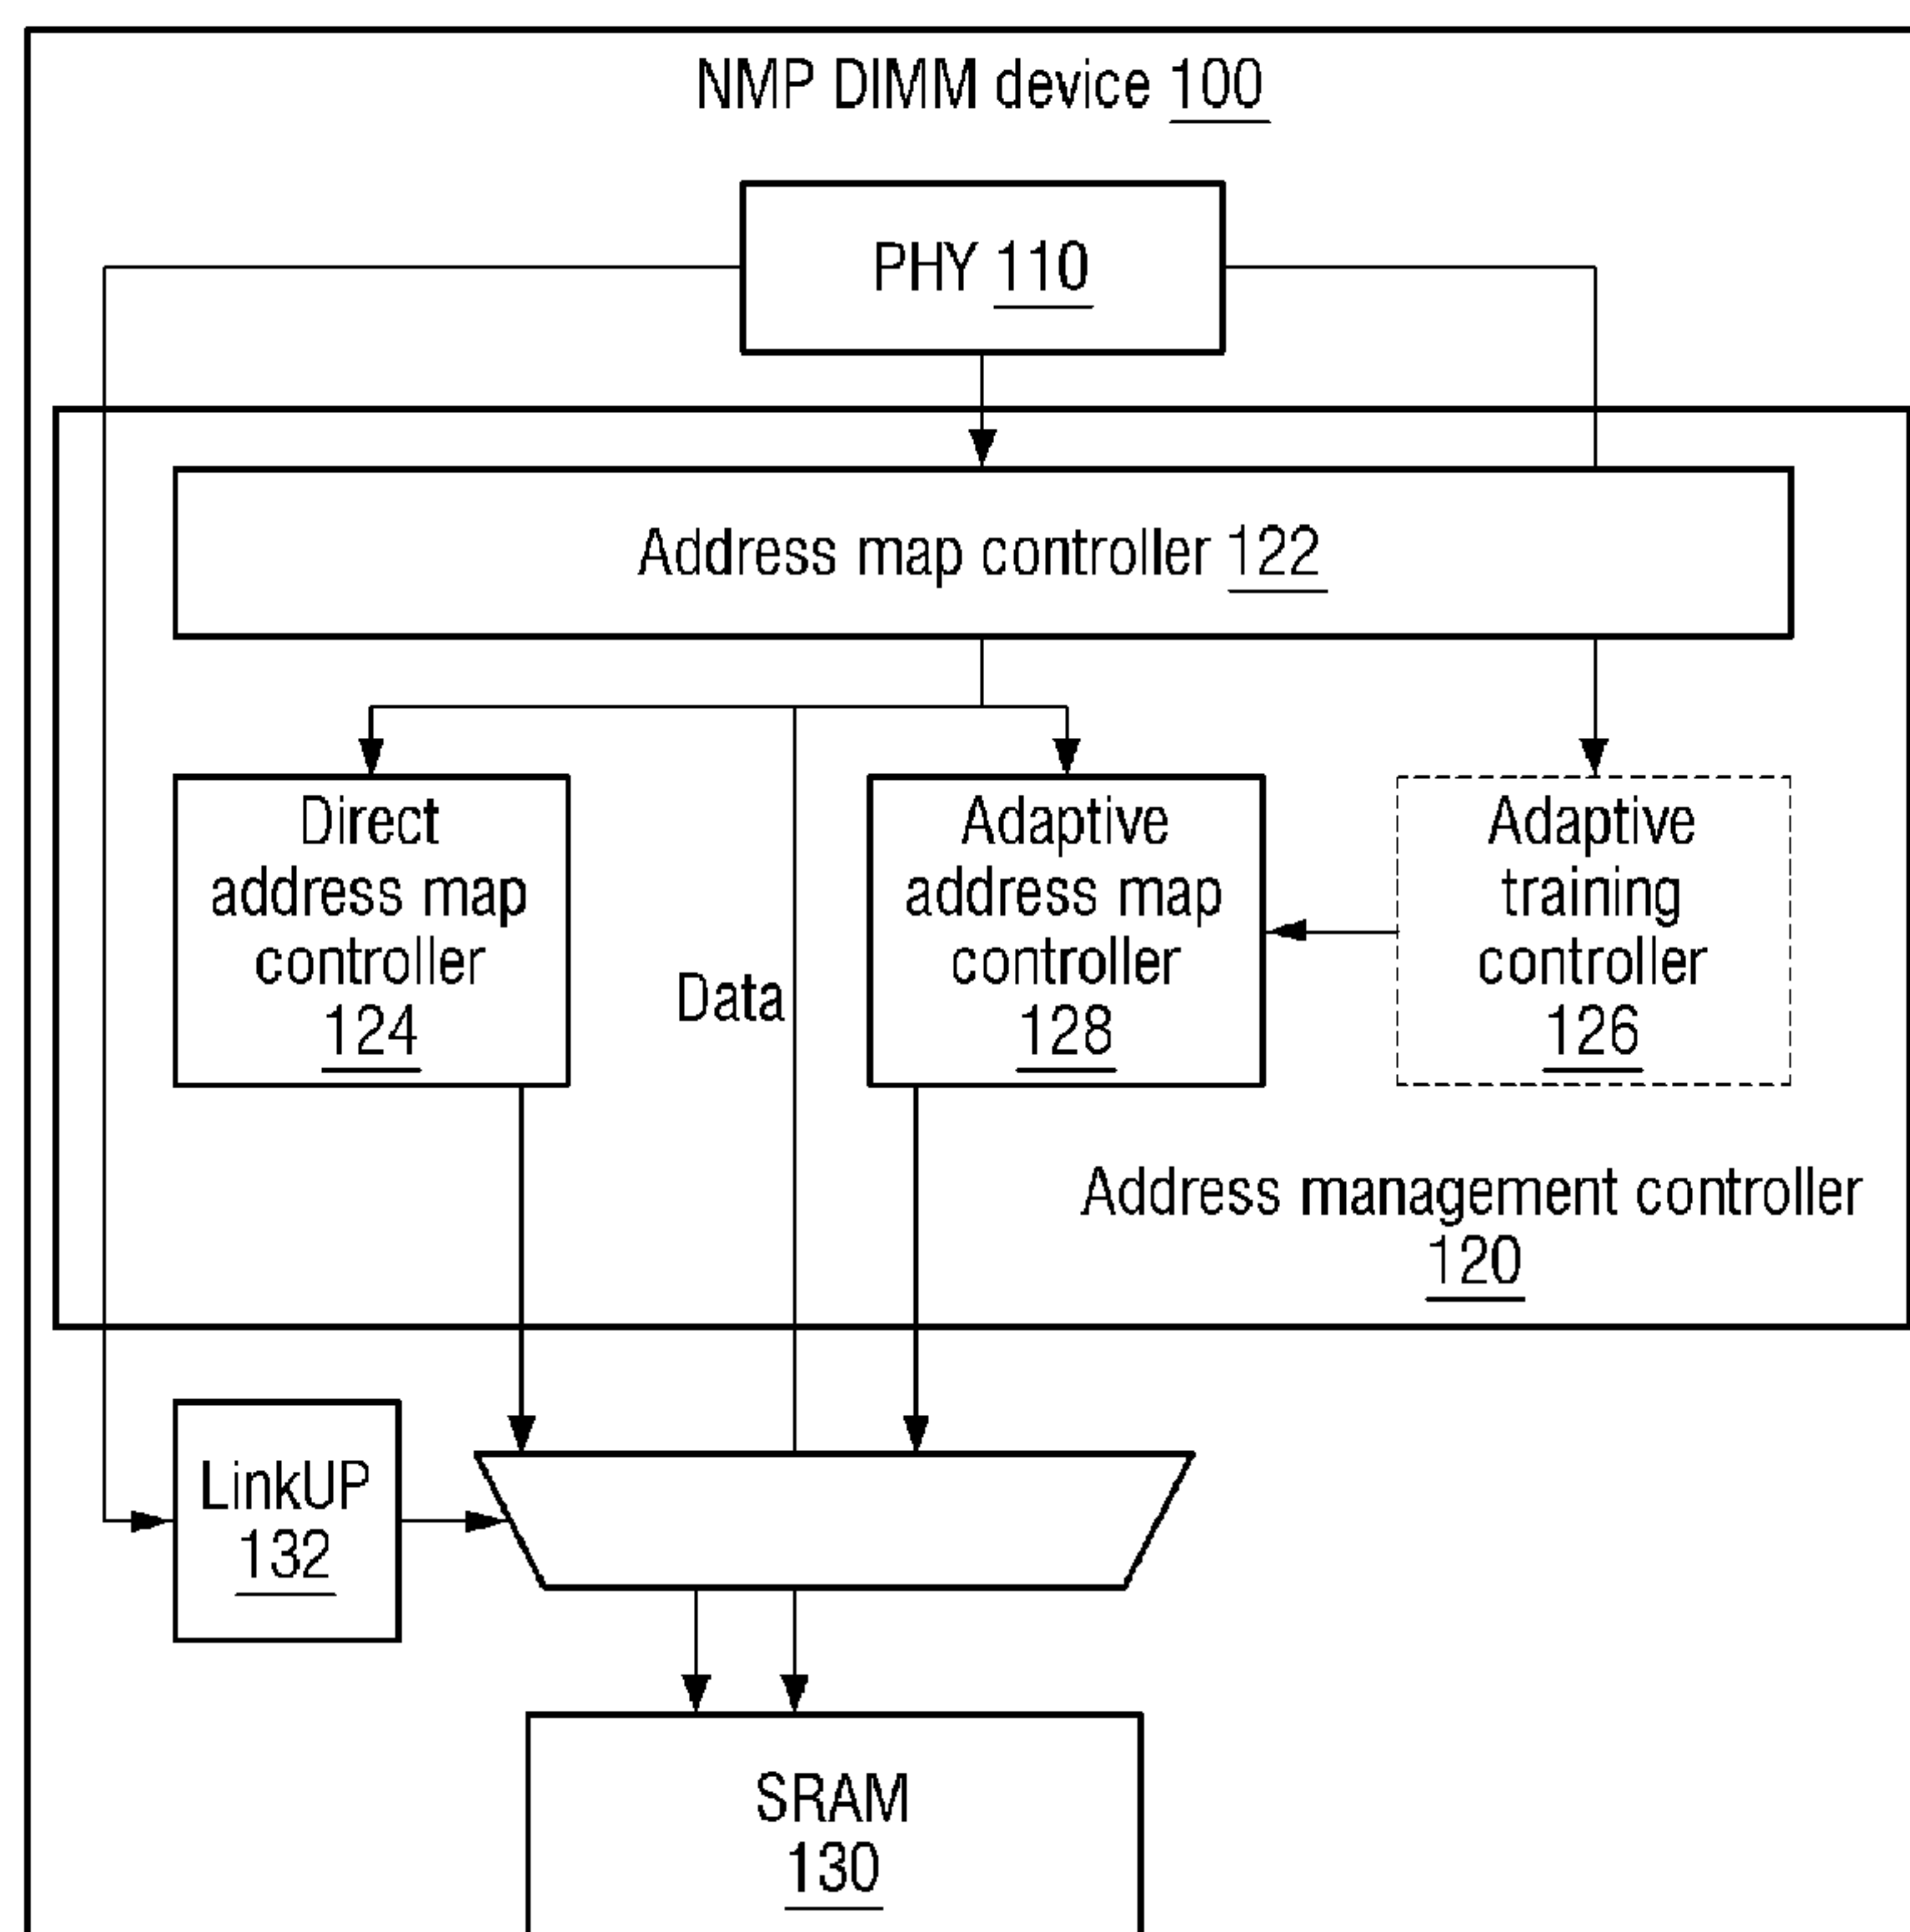 NMP DIMM device 100
PHY 110
Address map controller 122
Direct
address map
controller
124
Data
Adaptive
address map
controller
128
Adaptive
training
controller
126
Address management controller
120
LinkUP
132
SRAM
130